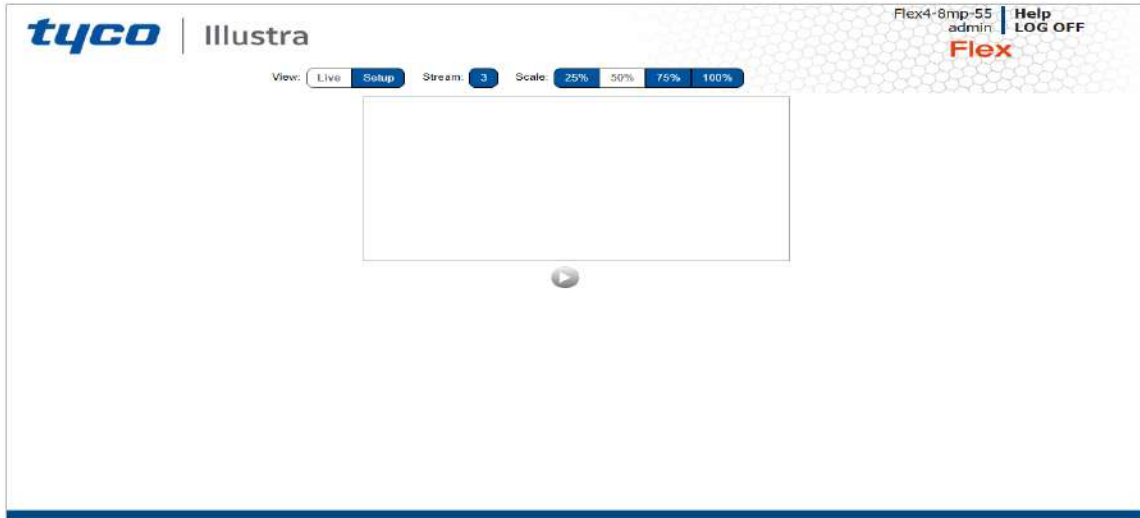 tyco | Illustra
Flex4-8mp-55 Help
admin LOG OFF
Flex
View: Live Setup Stream: 3 Scale: 25% 50% 75% 100%